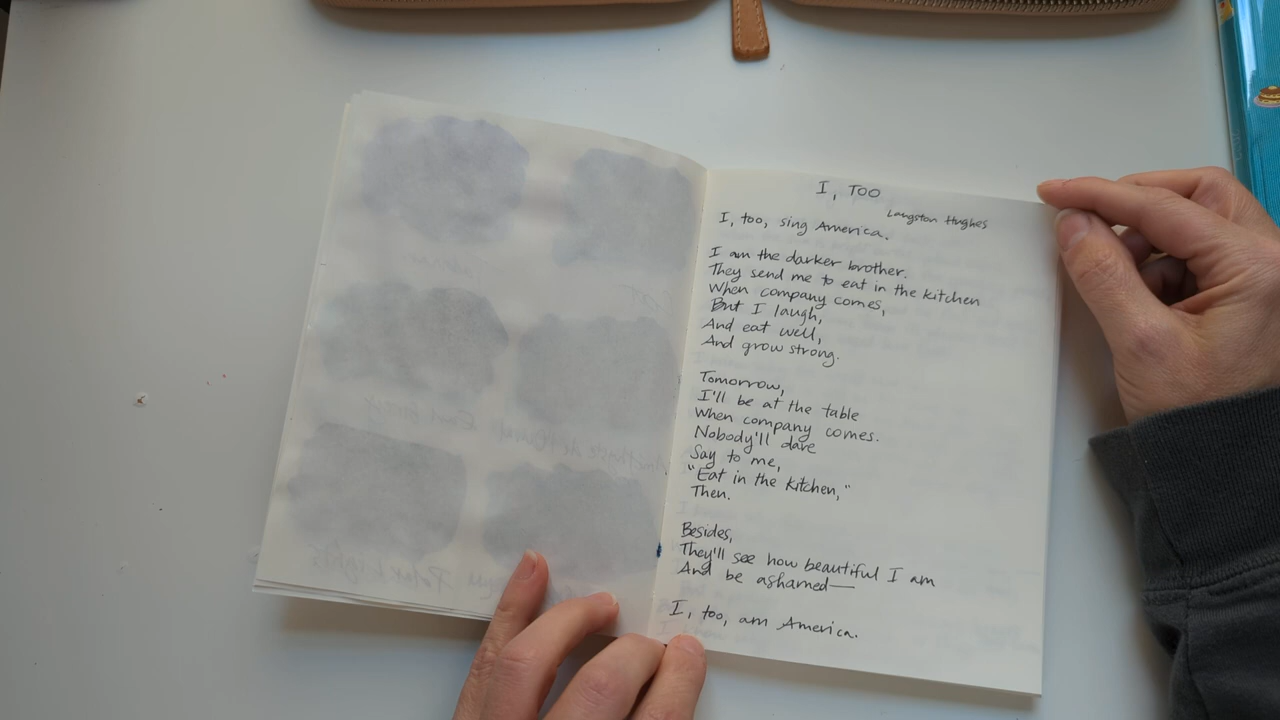 I, TOO
Langston Hughes
I, too, sing America.
I am the darker brother.
They send me to eat in the kitchen
When company comes,
But I laugh,
And eat well,
And grow strong.
Tomorrow,
I'll be at the table
When company comes.
Nobody'll dare
Say to me,
"Eat in the kitchen,"
Then.
Besides,
They'll see how beautiful I am
And be ashamed—
I, too, am America.